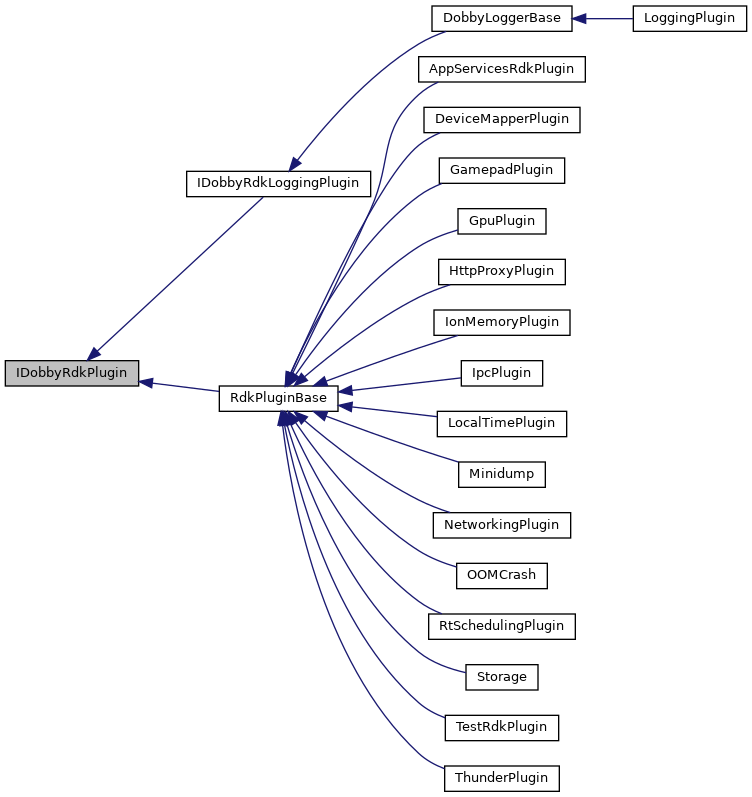 DobbyLoggerBase
LoggingPlugin
AppServicesRdkPlugin
DeviceMapperPlugin
GamepadPlugin
IDobbyRdkLoggingPlugin
GpuPlugin
HttpProxyPlugin
IonMemoryPlugin
IDobbyRdkPlugin
IpcPlugin
RdkPluginBase
LocalTimePlugin
Minidump
NetworkingPlugin
OOMCrash
RtSchedulingPlugin
Storage
TestRdkPlugin
ThunderPlugin